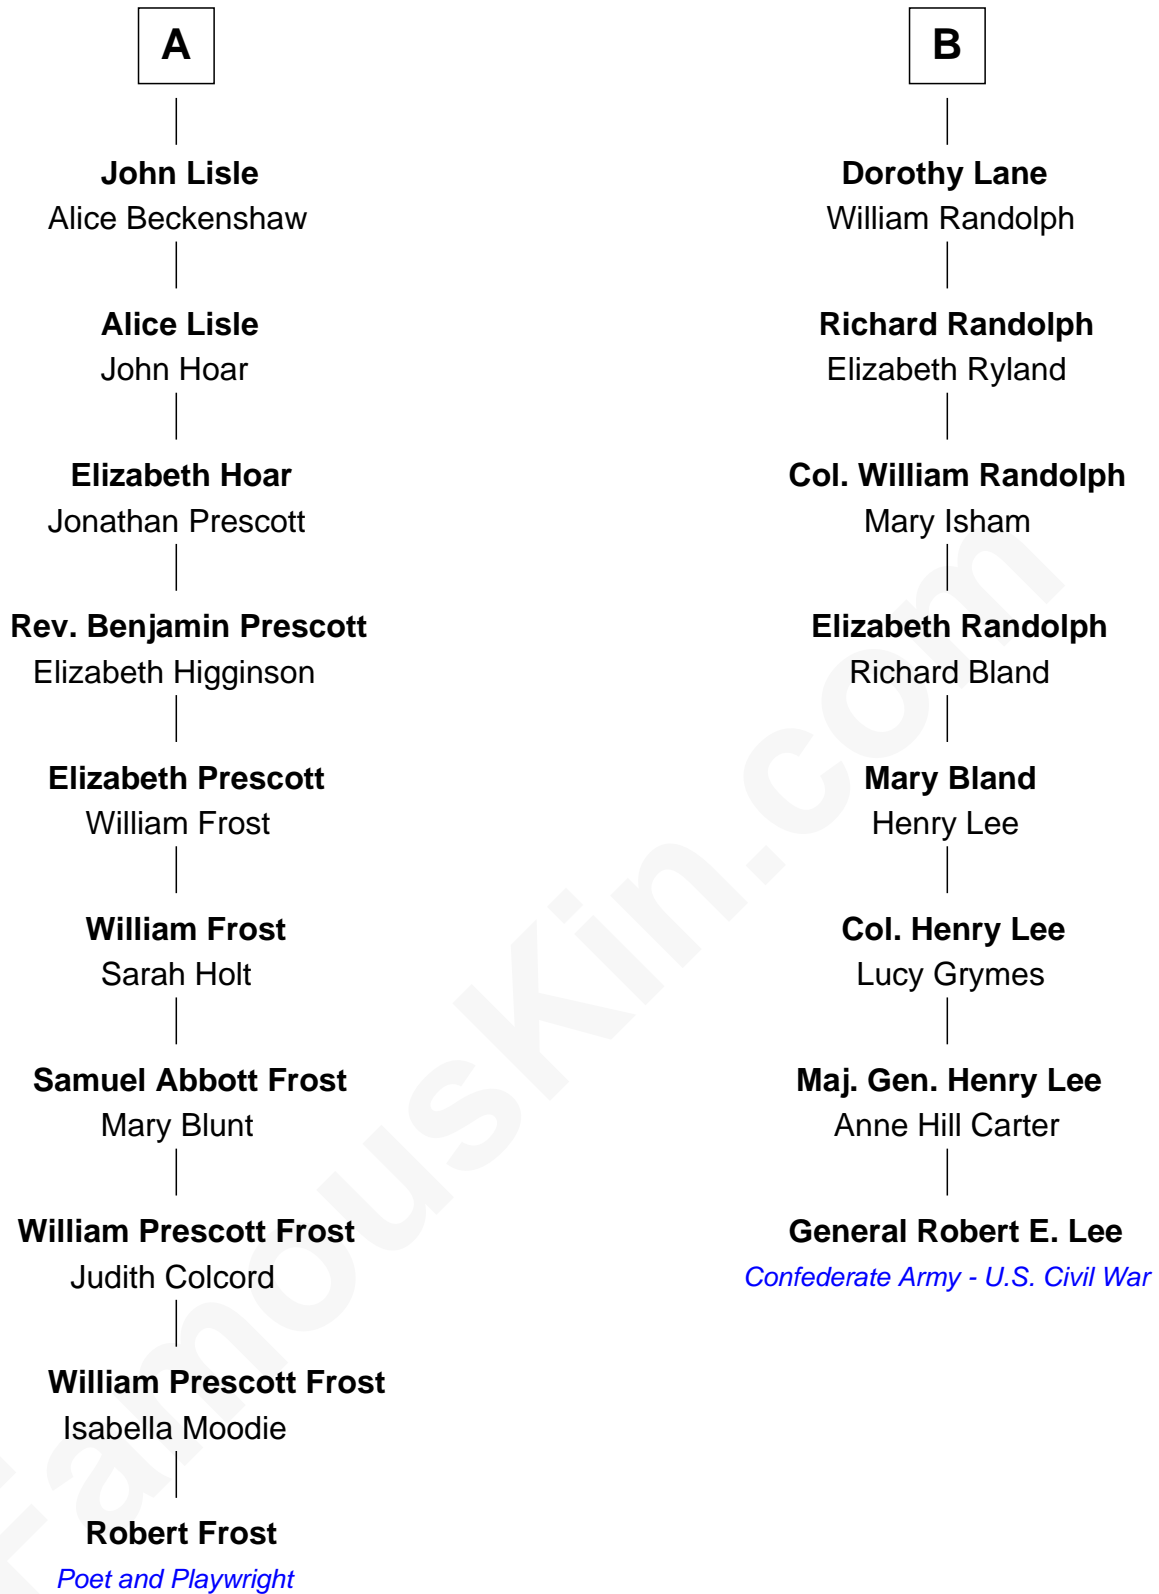 A
John Lisle
Alice Beckenshaw
Alice Lisle
John Hoar
Elizabeth Hoar
Jonathan Prescott
Rev. Benjamin Prescott
Elizabeth Higginson
Elizabeth Prescott
William Frost
William Frost
Sarah Holt
Samuel Abbott Frost
Mary Blunt
William Prescott Frost
Judith Colcord
William Prescott Frost
Isabella Moodie
Robert Frost
Poet and Playwright
B
Dorothy Lane
William Randolph
Richard Randolph
Elizabeth Ryland
Col. William Randolph
Mary Isham
Elizabeth Randolph
Richard Bland
Mary Bland
Henry Lee
Col. Henry Lee
Lucy Grymes
Maj. Gen. Henry Lee
Anne Hill Carter
General Robert E. Lee
Confederate Army - U.S. Civil War
FamousKin.com